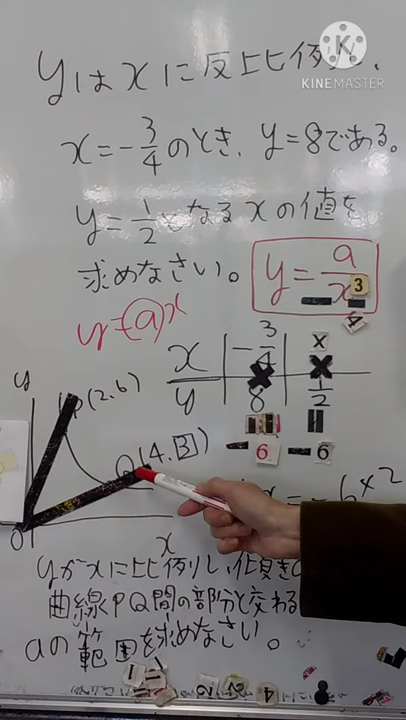 KINEMASTER
yはxに反比例し、
x=-3/4のとき、y=8である。
y=1/2となるxの値を
求めなさい。
y=a/x
y=ax
x -3/4 x
y 8 1/2
-6 -6
y
P(2.6)
Q(4.3)
O
x
yがxに比例し、
曲線PQ間の部分と交わる
aの範囲を求めなさい。